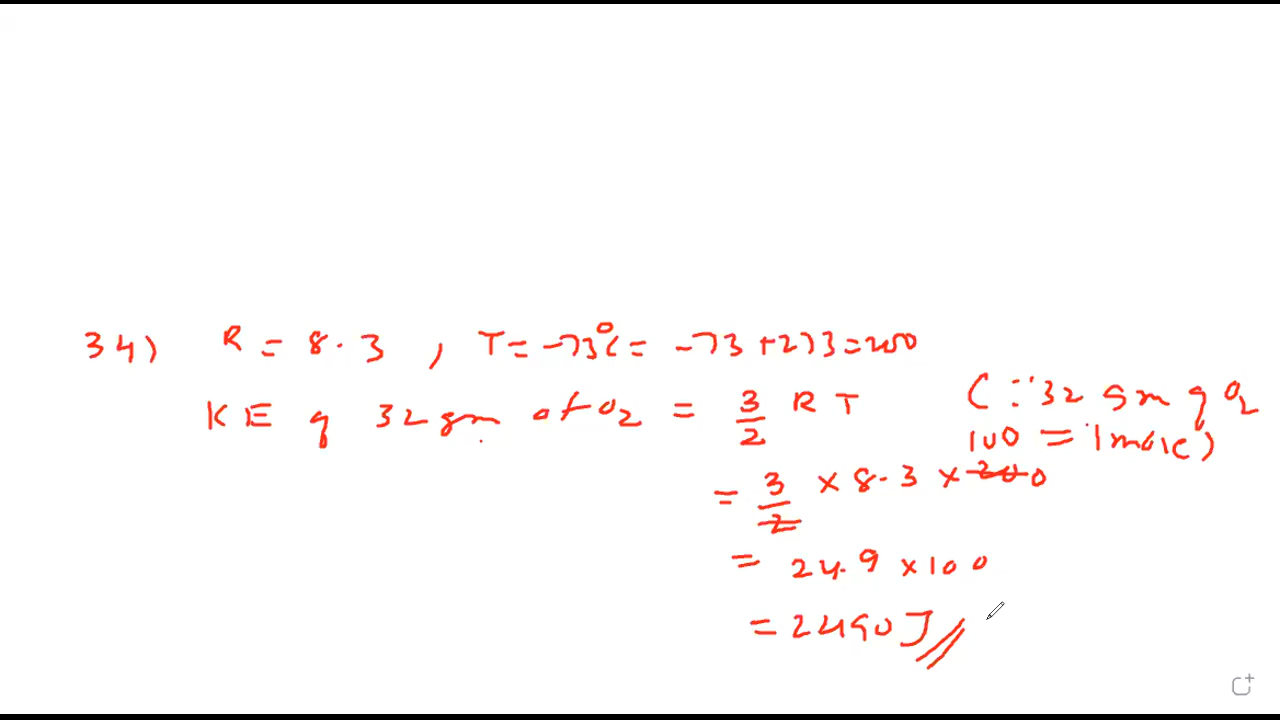 34) R = 8.3 , T = -73°C = -73 +273 = 200
KE of 32 gm of O2 = 3/2 RT (∵ 32 gm of O2
100 = 1 mole)
= 3/2 × 8.3 × 200
= 24.9 × 100
= 2490 J //